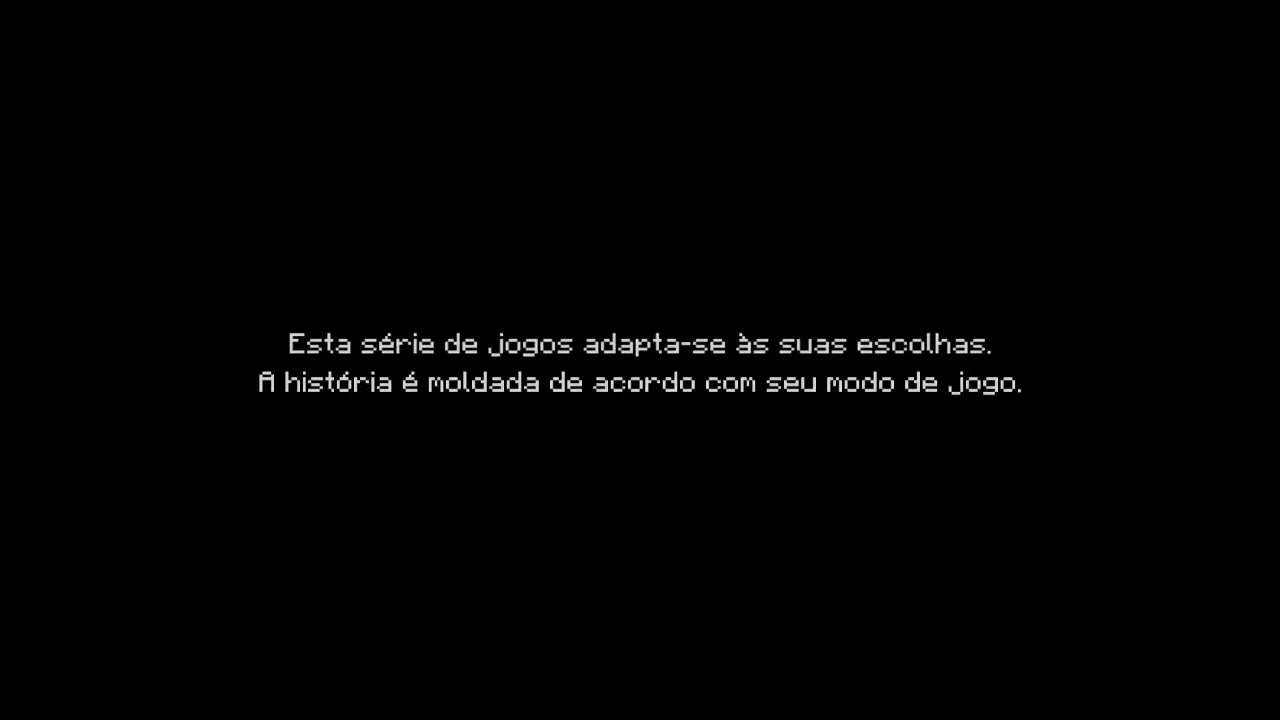 Esta série de jogos adapta-se às suas escolhas.
A história é moldada de acordo com seu modo de jogo.